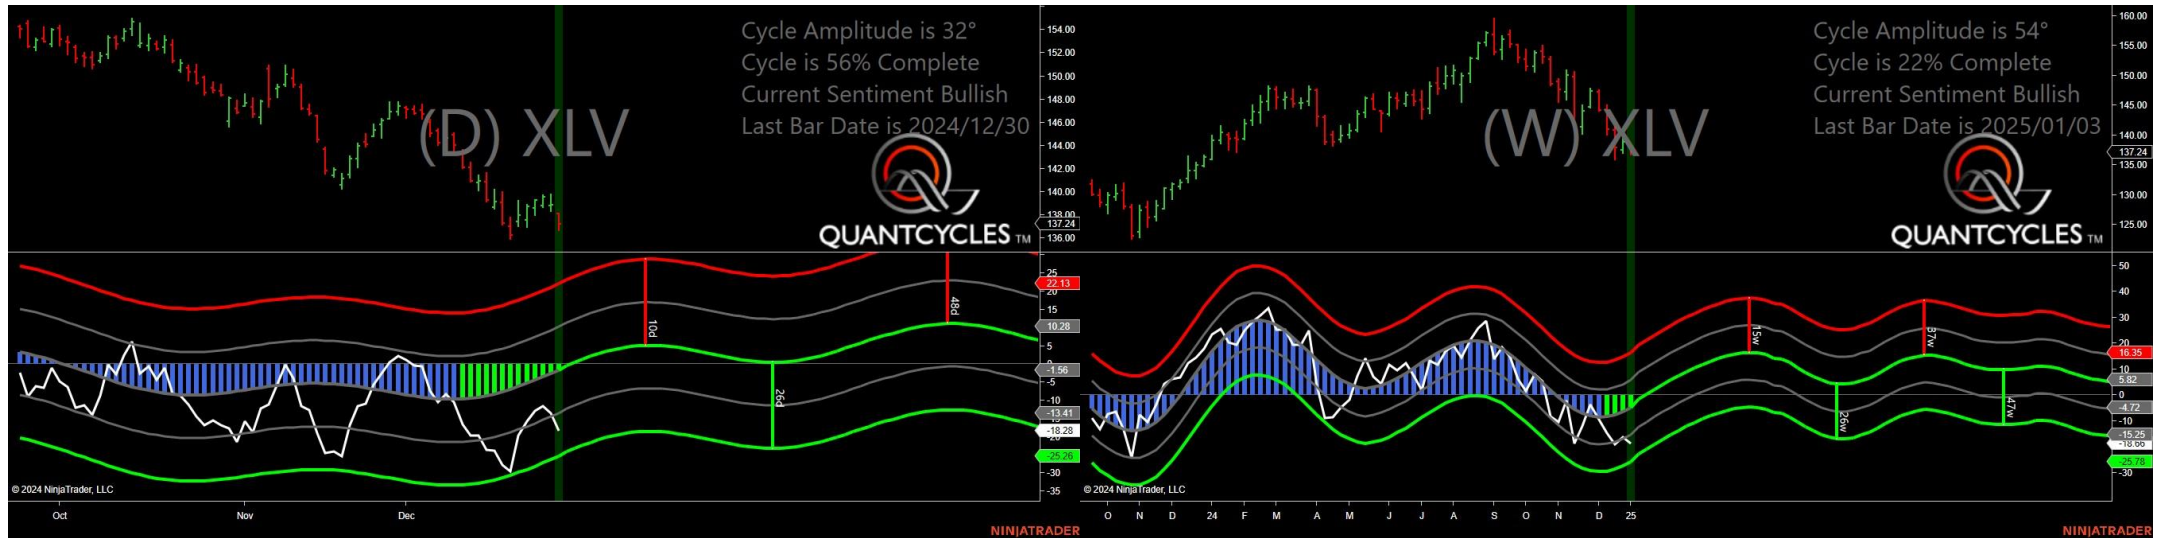 Cycle Amplitude is 32°
Cycle is 56% Complete
Current Sentiment Bullish
Last Bar Date is 2024/12/30
(D) XLV
QUANTCYCLES TM
154.00
152.00
150.00
148.00
146.00
144.00
142.00
140.00
138.00
137.24
136.00
25
22.13
20
15
10.28
5
0
-1.56
-5
-10
-13.41
-18.28
-25.26
-30
-35
10d
26d
48d
© 2024 NinjaTrader, LLC
Oct
Nov
Dec
NINJATRADER
Cycle Amplitude is 54°
Cycle is 22% Complete
Current Sentiment Bullish
Last Bar Date is 2025/01/03
(W) XLV
QUANTCYCLES TM
160.00
155.00
150.00
145.00
140.00
137.24
135.00
130.00
125.00
50
40
30
20
16.35
10
5.82
0
-4.72
-10
-15.25
-18.66
-25.78
-30
15w
26w
37w
47w
© 2024 NinjaTrader, LLC
O N D 24 F M A M J J A S O N D 25
NINJATRADER